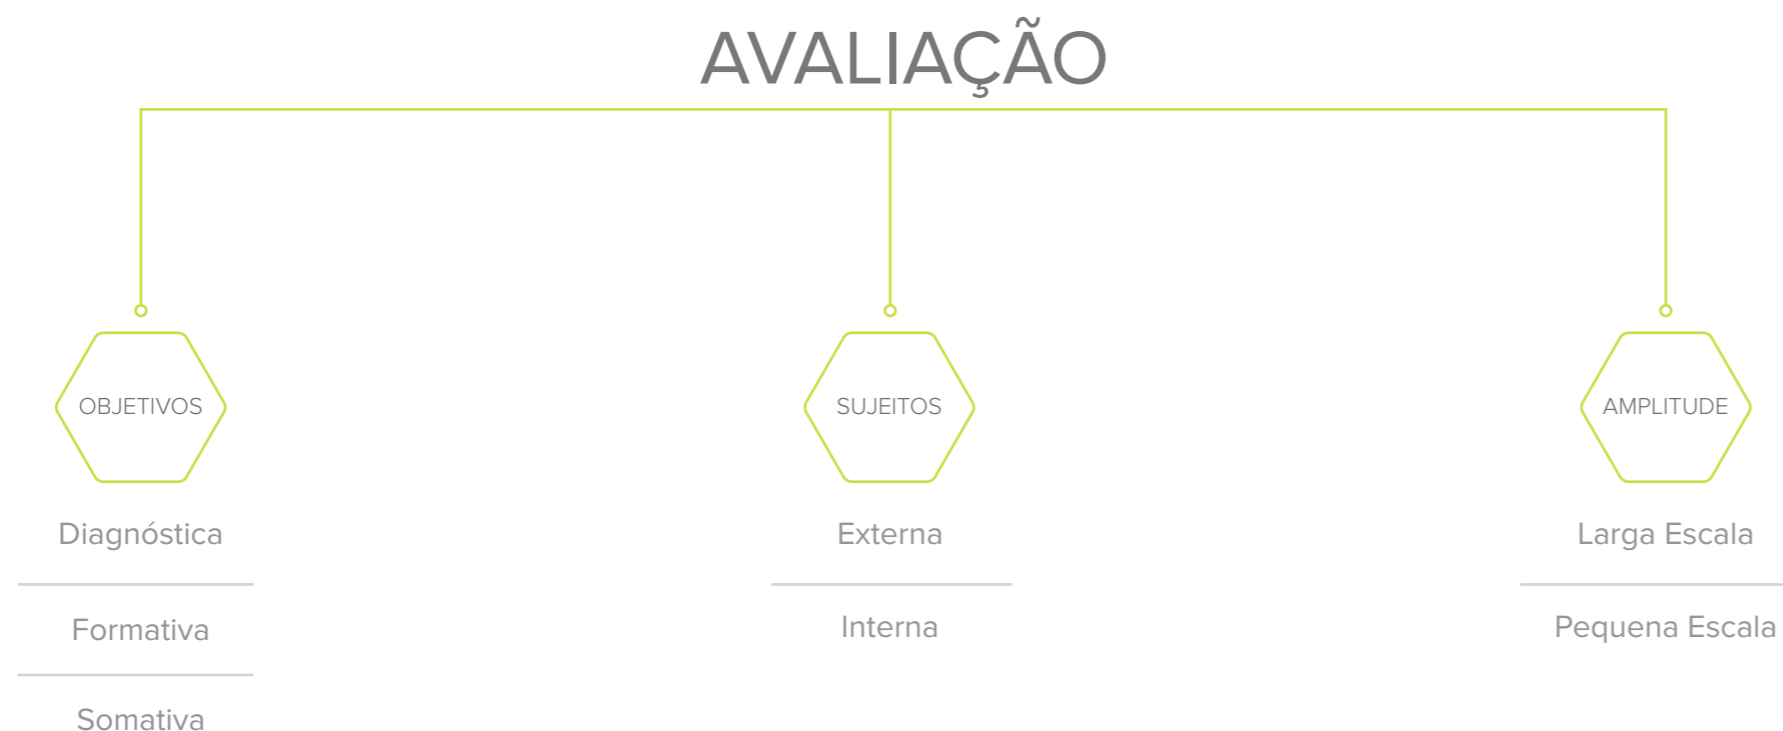 AVALIAÇÃO
OBJETIVOS
Diagnóstica
Formativa
Somativa
SUJEITOS
Externa
Interna
AMPLITUDE
Larga Escala
Pequena Escala